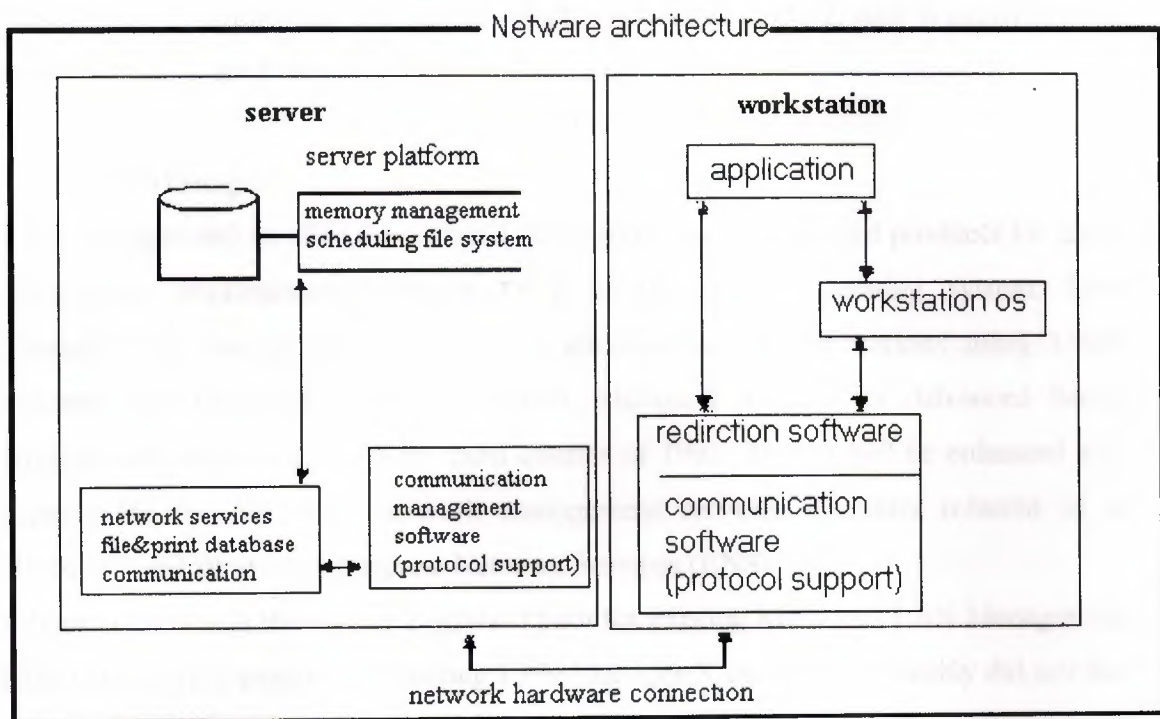 Netware architecture
server
server platform
memory management
scheduling file system
network services
file&print database
communication
communication
management
software
(protocol support)
workstation
application
workstation os
redirction software
communication
software
(protocol support)
network hardware connection